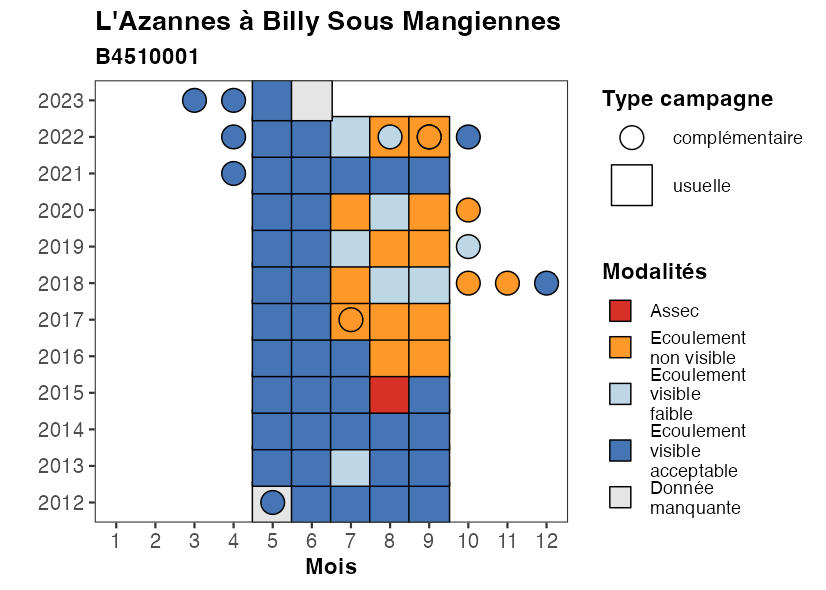 L'Azannes à Billy Sous Mangiennes
B4510001
2023
2022
2021
2020
2019
2018
2017
2016
2015
2014
2013
2012
1 2 3 4 5 6 7 8 9 10 11 12
Mois
Type campagne
complémentaire
usuelle
Modalités
Assec
Ecoulement
non visible
Ecoulement
visible
faible
Ecoulement
visible
acceptable
Donnée
manquante